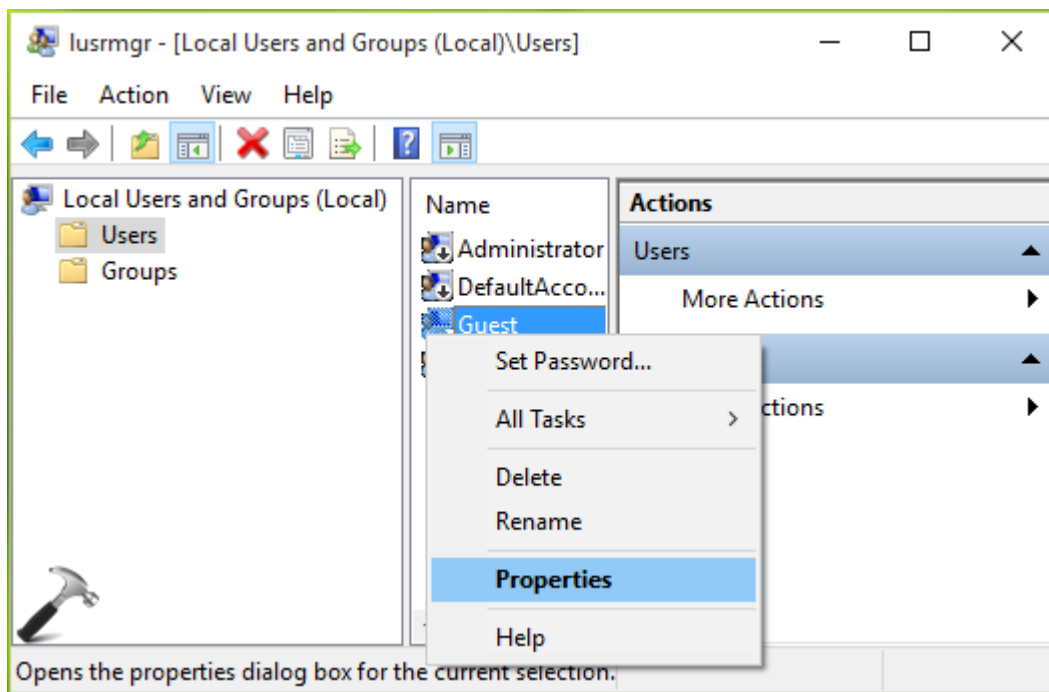 lusrmgr - [Local Users and Groups (Local)\Users]
File Action View Help
Local Users and Groups (Local)
Users
Groups
Name
Administrator
DefaultAcco...
Guest
Actions
Users
More Actions
ctions
Set Password...
All Tasks
Delete
Rename
Properties
Help
Opens the properties dialog box for the current selection.